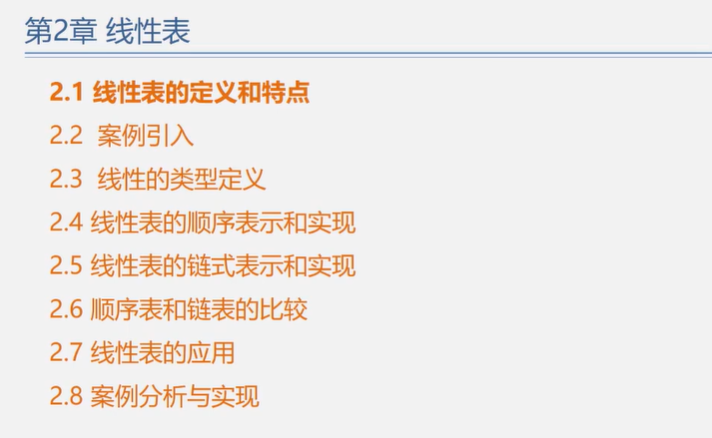 第2章 线性表
2.1 线性表的定义和特点
2.2 案例引入
2.3 线性的类型定义
2.4 线性表的顺序表示和实现
2.5 线性表的链式表示和实现
2.6 顺序表和链表的比较
2.7 线性表的应用
2.8 案例分析与实现